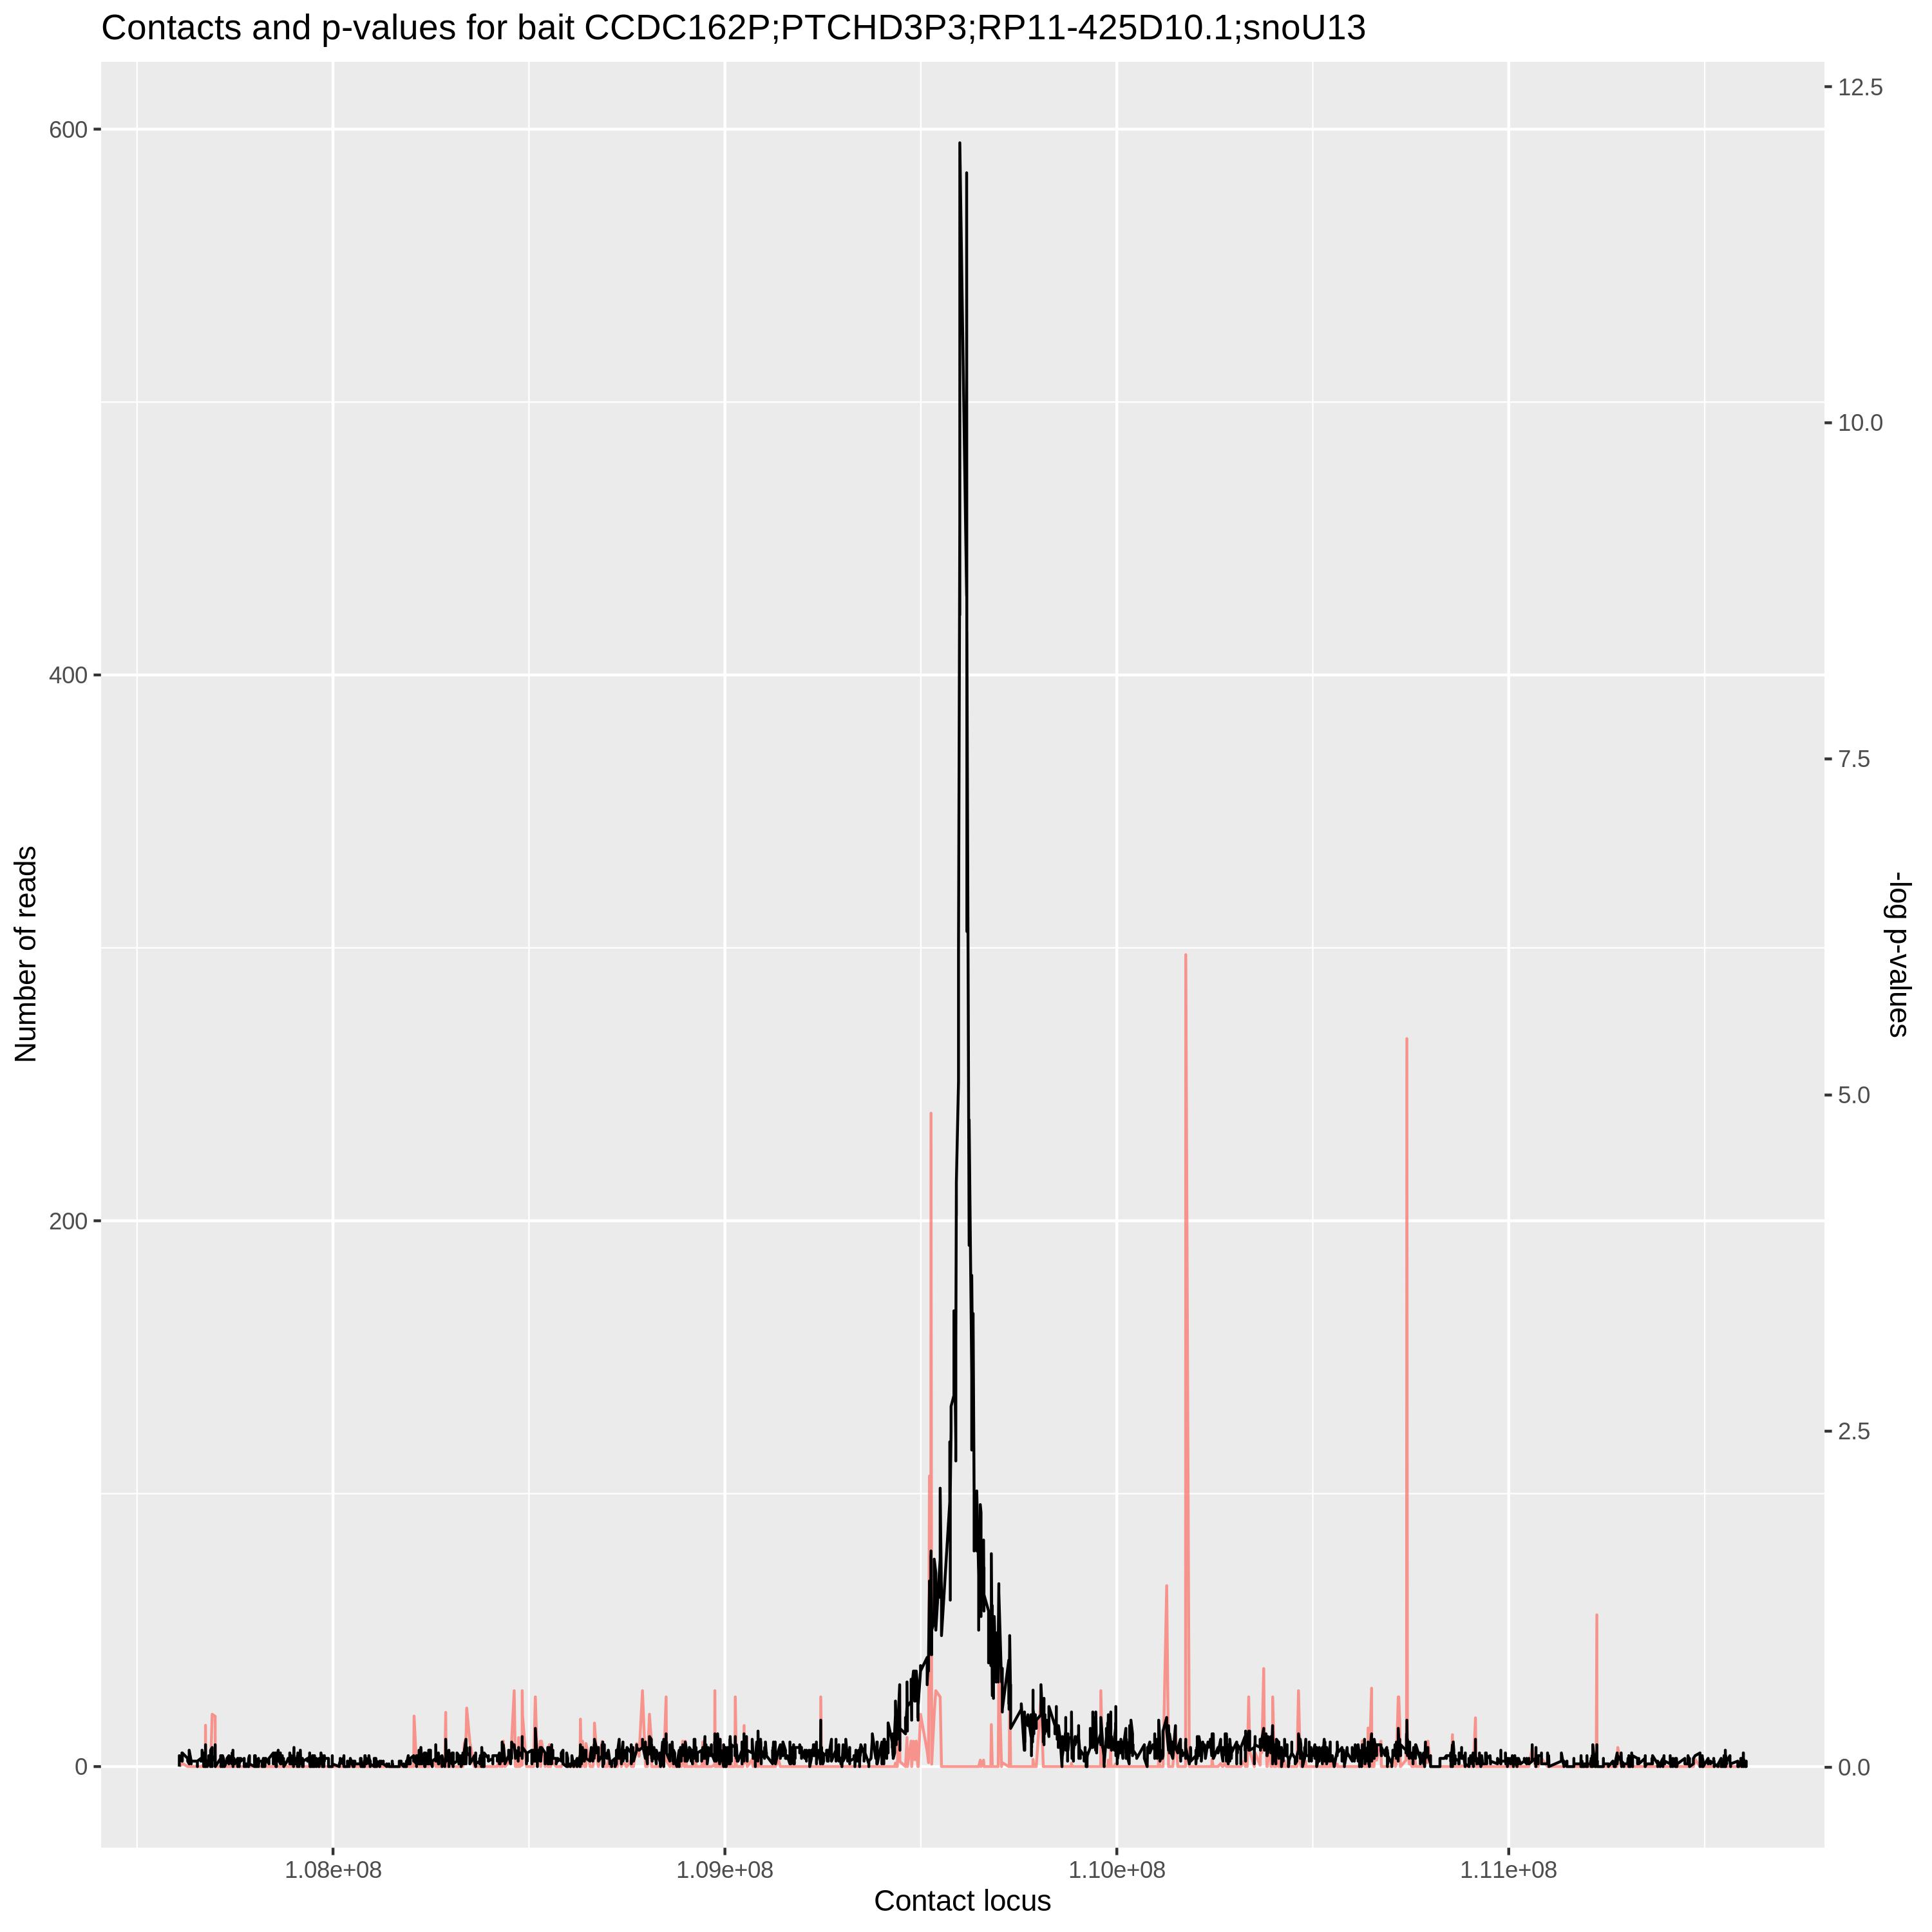 Contacts and p-values for bait CCDC162P;PTCHD3P3;RP11-425D10.1;snoU13
600
400
200
0
Number of reads
12.5
10.0
7.5
5.0
2.5
0.0
-log p-values
1.08e+08
1.09e+08
1.10e+08
1.11e+08
Contact locus